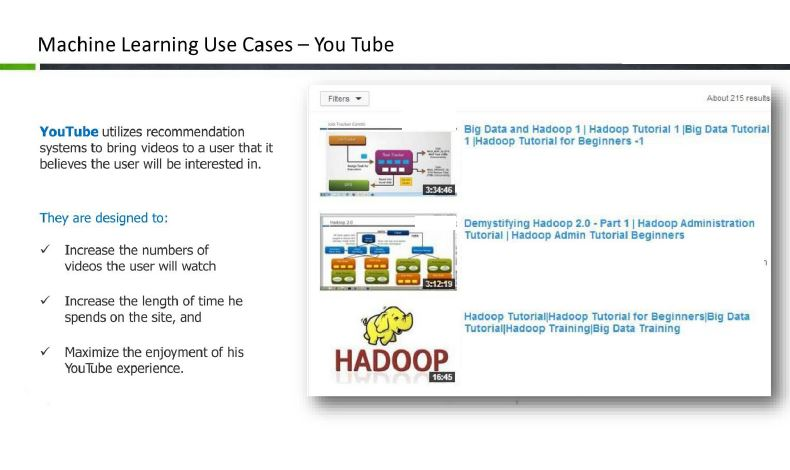 Machine Learning Use Cases – You Tube
YouTube utilizes recommendation
systems to bring videos to a user that it
believes the user will be interested in.
They are designed to:
✓ Increase the numbers of
videos the user will watch
✓ Increase the length of time he
spends on the site, and
✓ Maximize the enjoyment of his
YouTube experience.
Filters
About 215 results
Big Data and Hadoop 1 | Hadoop Tutorial 1 |Big Data Tutorial
1 |Hadoop Tutorial for Beginners -1
3:34:46
Hadoop 2.0
Demystifying Hadoop 2.0 - Part 1 | Hadoop Administration
Tutorial | Hadoop Admin Tutorial Beginners
3:12:19
Hadoop Tutorial|Hadoop Tutorial for Beginners|Big Data
Tutorial|Hadoop Training|Big Data Training
HADOOP
16:45